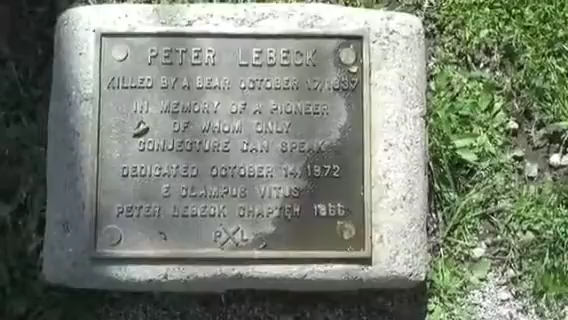 PETER LEBECK
KILLED BY A BEAR OCTOBER 17, 1837
IN MEMORY OF A PIONEER
OF WHOM ONLY
CONJECTURE CAN SPEAK
DEDICATED OCTOBER 14, 1972
E CLAMPUS VITUS
PETER LEBECK CHAPTER 1866
PXL